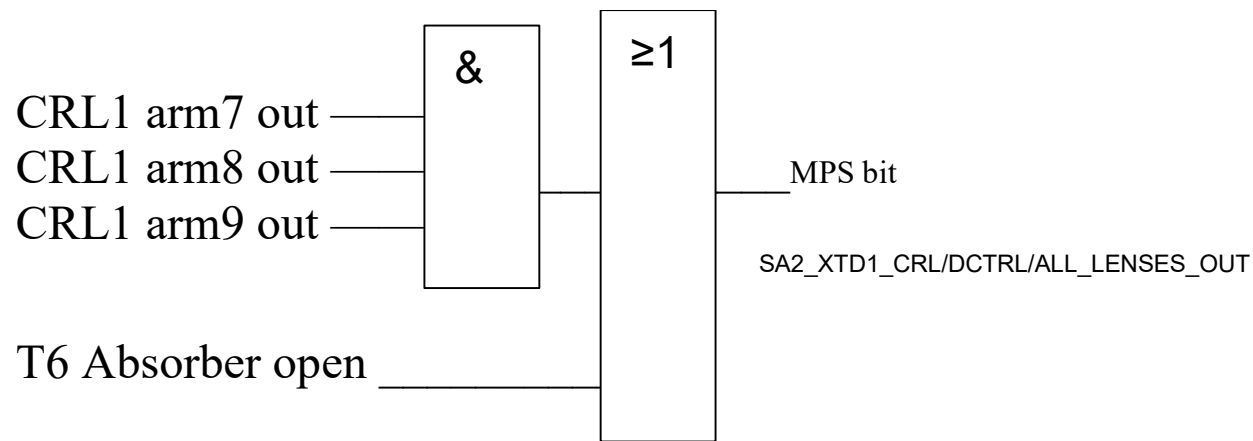 &
≥1
CRL1 arm7 out
CRL1 arm8 out
CRL1 arm9 out
MPS bit
SA2_XTD1_CRL/DCTRL/ALL_LENSES_OUT
T6 Absorber open